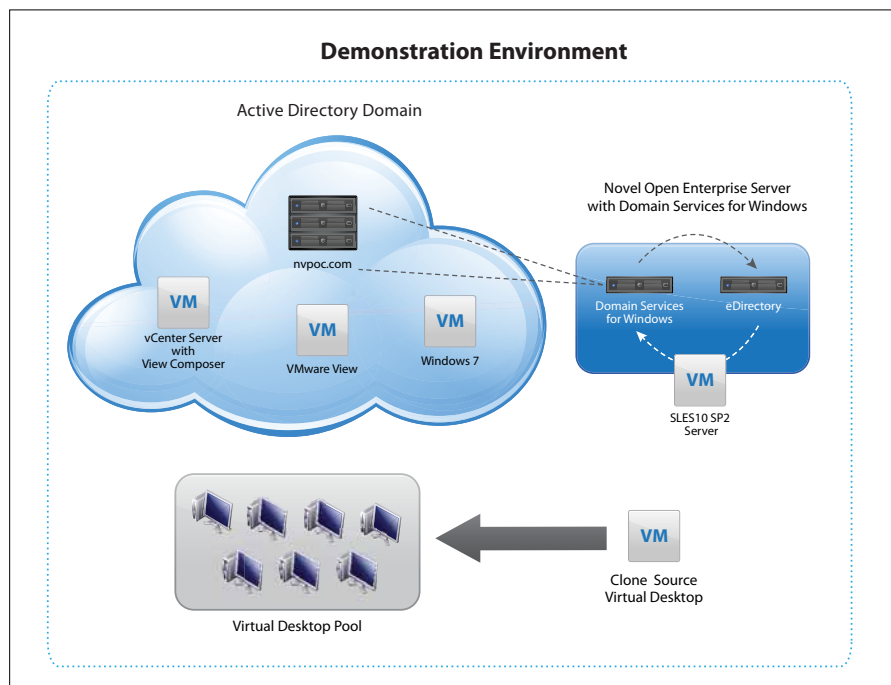 Demonstration Environment
Active Directory Domain
nvpoc.com
VM
vCenter Server
with
View Composer
VM
VMware View
VM
Windows 7
Novel Open Enterprise Server
with Domain Services for Windows
Domain Services
for Windows
eDirectory
VM
SLES10 SP2
Server
Virtual Desktop Pool
VM
Clone Source
Virtual Desktop